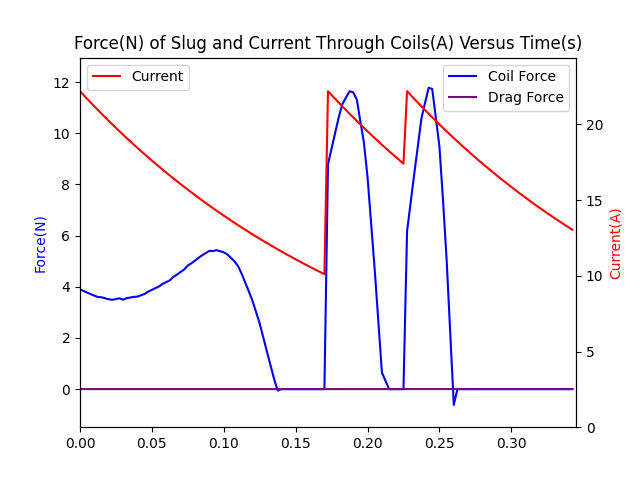 Force(N) of Slug and Current Through Coils(A) Versus Time(s)
Current
Coil Force
Drag Force
12
10
8
6
4
2
0
Force(N)
20
15
10
5
0
Current(A)
0.00 0.05 0.10 0.15 0.20 0.25 0.30